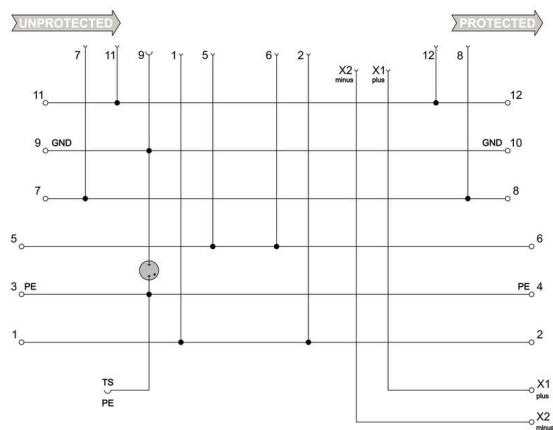 UNPROTECTED PROTECTED
7 11 9 1 5 6 2 12 8
X2 X1
minus plus
11 12
9 GND GND 10
7 8
5 6
3 PE PE 4
1 2
TS X1
plus
PE
X2
minus